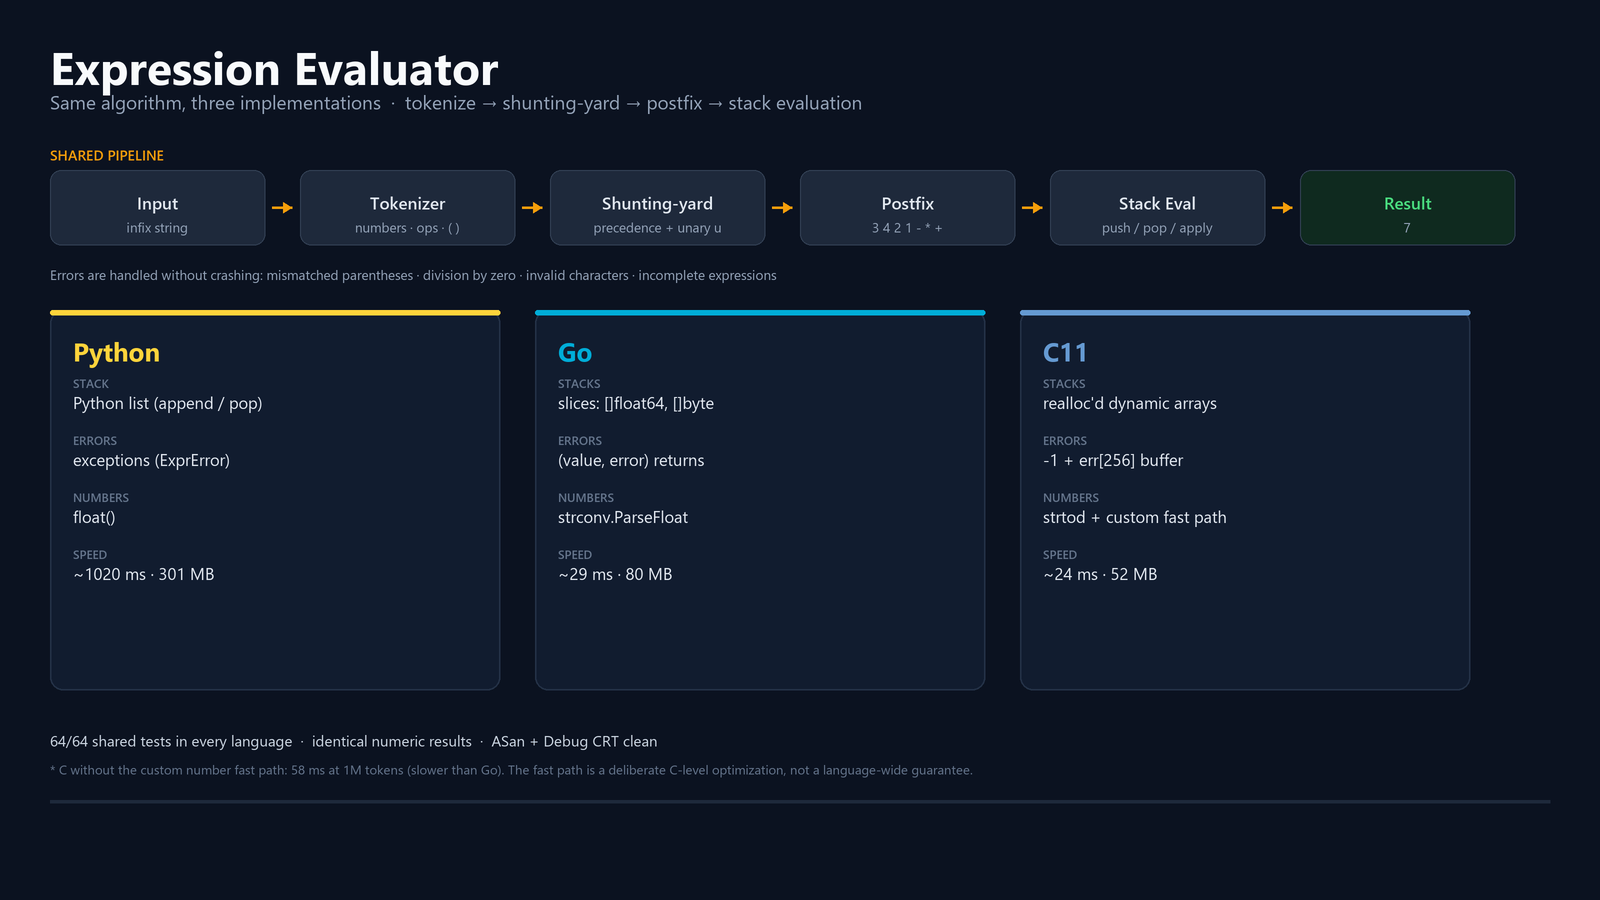 Expression Evaluator
Same algorithm, three implementations · tokenize → shunting-yard → postfix → stack evaluation
SHARED PIPELINE
Input
infix string
Tokenizer
numbers · ops · ( )
Shunting-yard
precedence + unary u
Postfix
3 4 2 1 - * +
Stack Eval
push / pop / apply
Result
7
Errors are handled without crashing: mismatched parentheses · division by zero · invalid characters · incomplete expressions
Python
STACK
Python list (append / pop)
ERRORS
exceptions (ExprError)
NUMBERS
float()
SPEED
~1020 ms · 301 MB
Go
STACKS
slices: []float64, []byte
ERRORS
(value, error) returns
NUMBERS
strconv.ParseFloat
SPEED
~29 ms · 80 MB
C11
STACKS
realloc'd dynamic arrays
ERRORS
-1 + err[256] buffer
NUMBERS
strtod + custom fast path
SPEED
~24 ms · 52 MB
64/64 shared tests in every language · identical numeric results · ASan + Debug CRT clean
* C without the custom number fast path: 58 ms at 1M tokens (slower than Go). The fast path is a deliberate C-level optimization, not a language-wide guarantee.